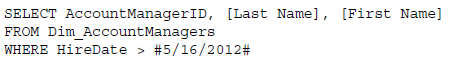 SELECT AccountManagerID, [Last Name], [First Name]
FROM Dim_AccountManagers
WHERE HireDate > #5/16/2012#